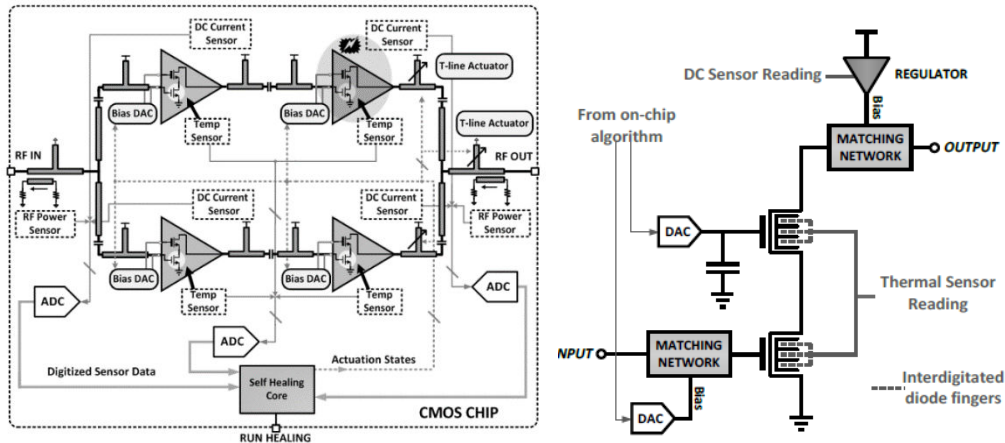 DC Current
Sensor
DC Current
Sensor
T-line Actuator
Bias DAC
Temp
Sensor
Bias DAC
Temp
Sensor
T-line Actuator
RF IN
RF OUT
RF Power
Sensor
DC Current
Sensor
DC Current
Sensor
RF Power
Sensor
Bias DAC
Temp
Sensor
Bias DAC
Temp
Sensor
ADC
ADC
ADC
Digitized Sensor Data
Actuation States
Self Healing
Core
CMOS CHIP
RUN HEALING
DC Sensor Reading
REGULATOR
Bias
From on-chip
algorithm
MATCHING
NETWORK
OUTPUT
DAC
Thermal Sensor
Reading
NPUT
MATCHING
NETWORK
Bias
DAC
Interdigitated
diode fingers